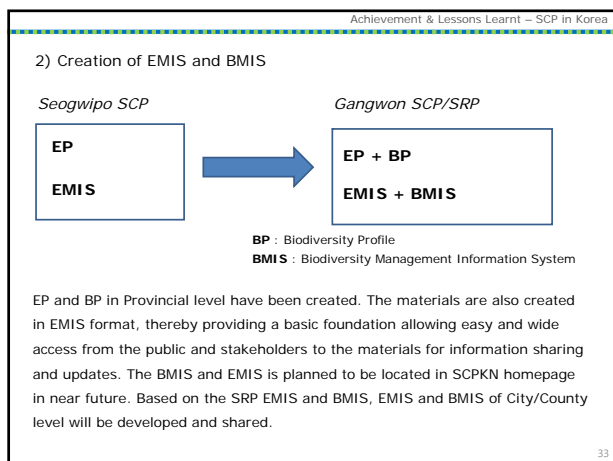 Achievement & Lessons Learnt – SCP in Korea
2) Creation of EMIS and BMIS
Seogwipo SCP
Gangwon SCP/SRP
EP
EMIS
EP + BP
EMIS + BMIS
BP : Biodiversity Profile
BMIS : Biodiversity Management Information System
EP and BP in Provincial level have been created. The materials are also created
in EMIS format, thereby providing a basic foundation allowing easy and wide
access from the public and stakeholders to the materials for information sharing
and updates. The BMIS and EMIS is planned to be located in SCPKN homepage
in near future. Based on the SRP EMIS and BMIS, EMIS and BMIS of City/County
level will be developed and shared.
33